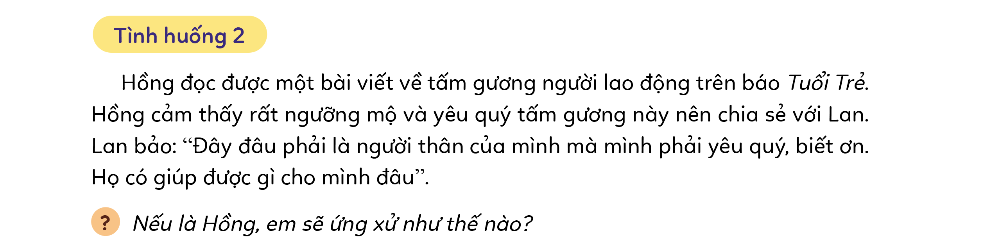 Tình huống 2
Hồng đọc được một bài viết về tấm gương người lao động trên báo Tuổi Trẻ.
Hồng cảm thấy rất ngưỡng mộ và yêu quý tấm gương này nên chia sẻ với Lan.
Lan bảo: “Đây đâu phải là người thân của mình mà mình phải yêu quý, biết ơn.
Họ có giúp được gì cho mình đâu”.
? Nếu là Hồng, em sẽ ứng xử như thế nào?